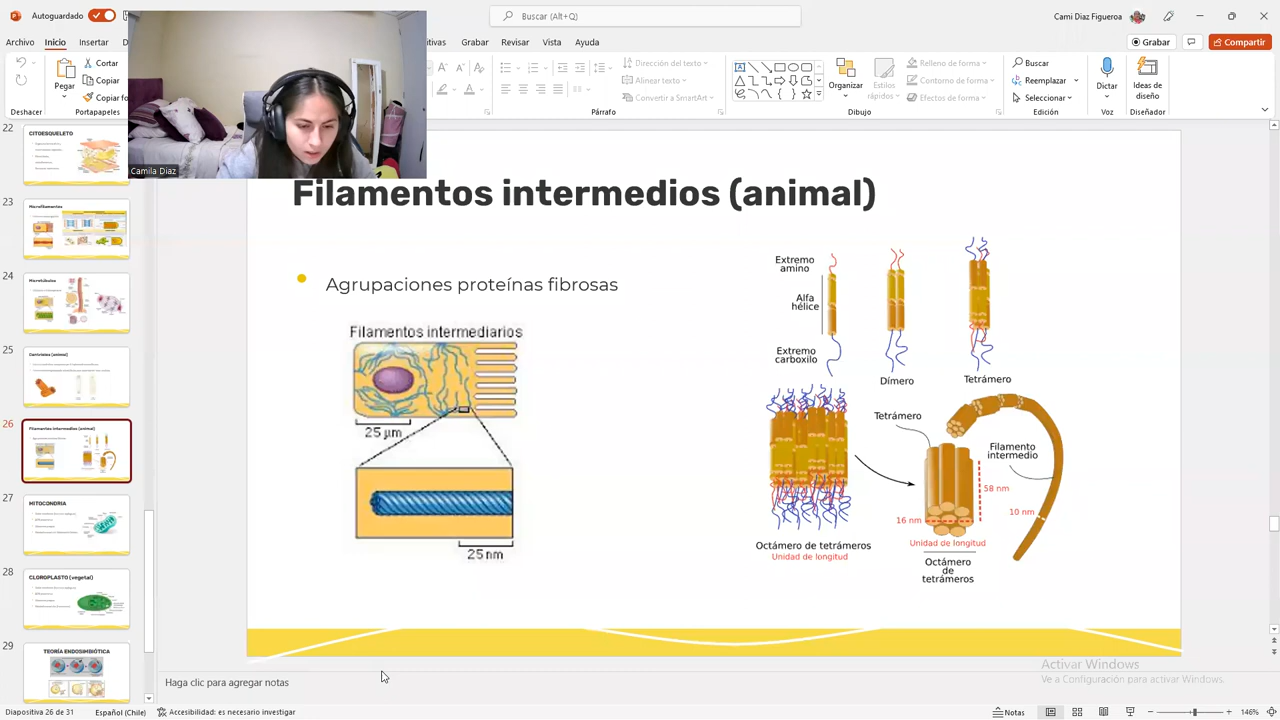 Autoguardado
Buscar (Alt+Q)
Cami Diaz Figueroa
Archivo
Inicio
Insertar
Grabar
Revisar
Vista
Ayuda
Grabar
Compartir
Pegar
Cortar
Copiar
Copiar fo
Deshacer
Portapapeles
Dirección del texto
Alinear texto
Convertir a SmartArt
Párrafo
Organizar
Estilos
rápidos
Relleno de forma
Contorno de forma
Efectos de forma
Dibujo
Buscar
Reemplazar
Seleccionar
Edición
Dictar
Voz
Ideas de
diseño
Diseñador
Camila Diaz
22
CITOESQUELETO
23
Microfilamentos
24
Microtúbulos
25
Centriolos (animal)
26
Filamentos intermedios (animal)
27
MITOCONDRIA
28
CLOROPLASTO (vegetal)
29
TEORÍA ENDOSIMBIÓTICA
Filamentos intermedios (animal)
Agrupaciones proteínas fibrosas
Filamentos intermediarios
25 µm
25 nm
Extremo
amino
Alfa
hélice
Extremo
carboxilo
Dímero
Tetrámero
Octámero de tetrámeros
Unidad de longitud
Tetrámero
Filamento
intermedio
58 nm
16 nm
10 nm
Unidad de longitud
Octámero
de
tetrámeros
Activar Windows
Ve a Configuración para activar Windows.
Haga clic para agregar notas
Diapositiva 26 de 31
Español (Chile)
Accesibilidad: es necesario investigar
Notas
146%